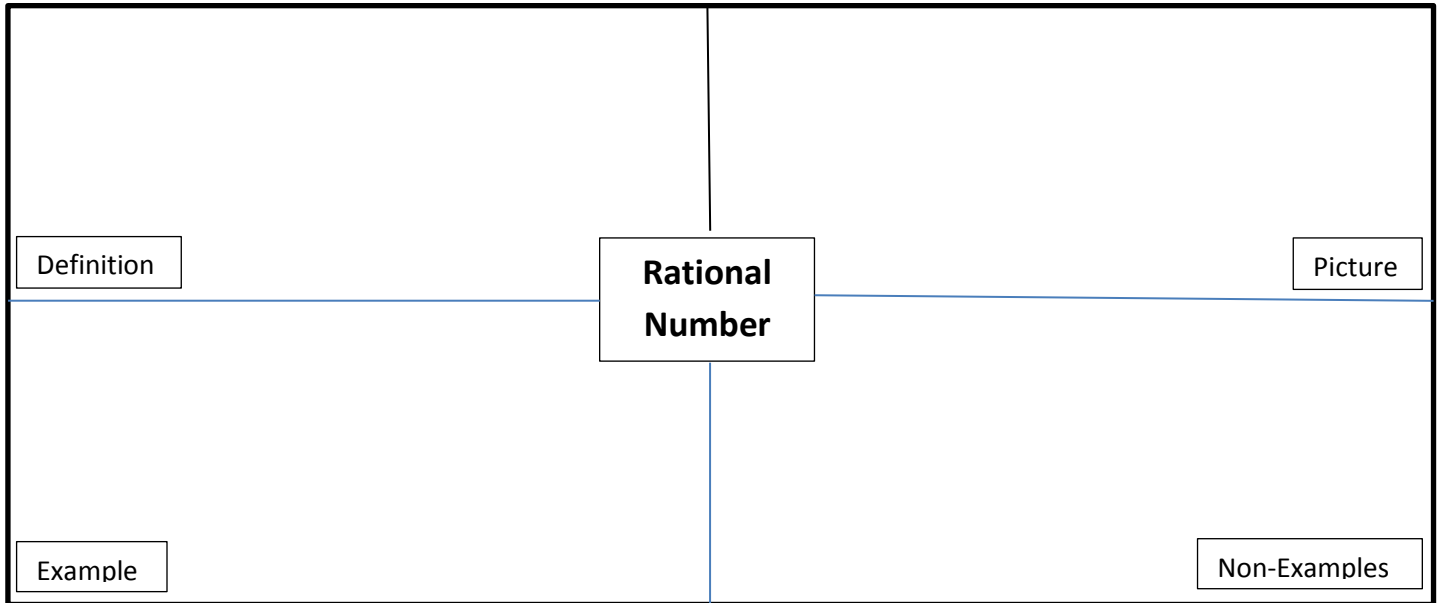 Definition
Rational
Number
Picture
Example
Non-Examples